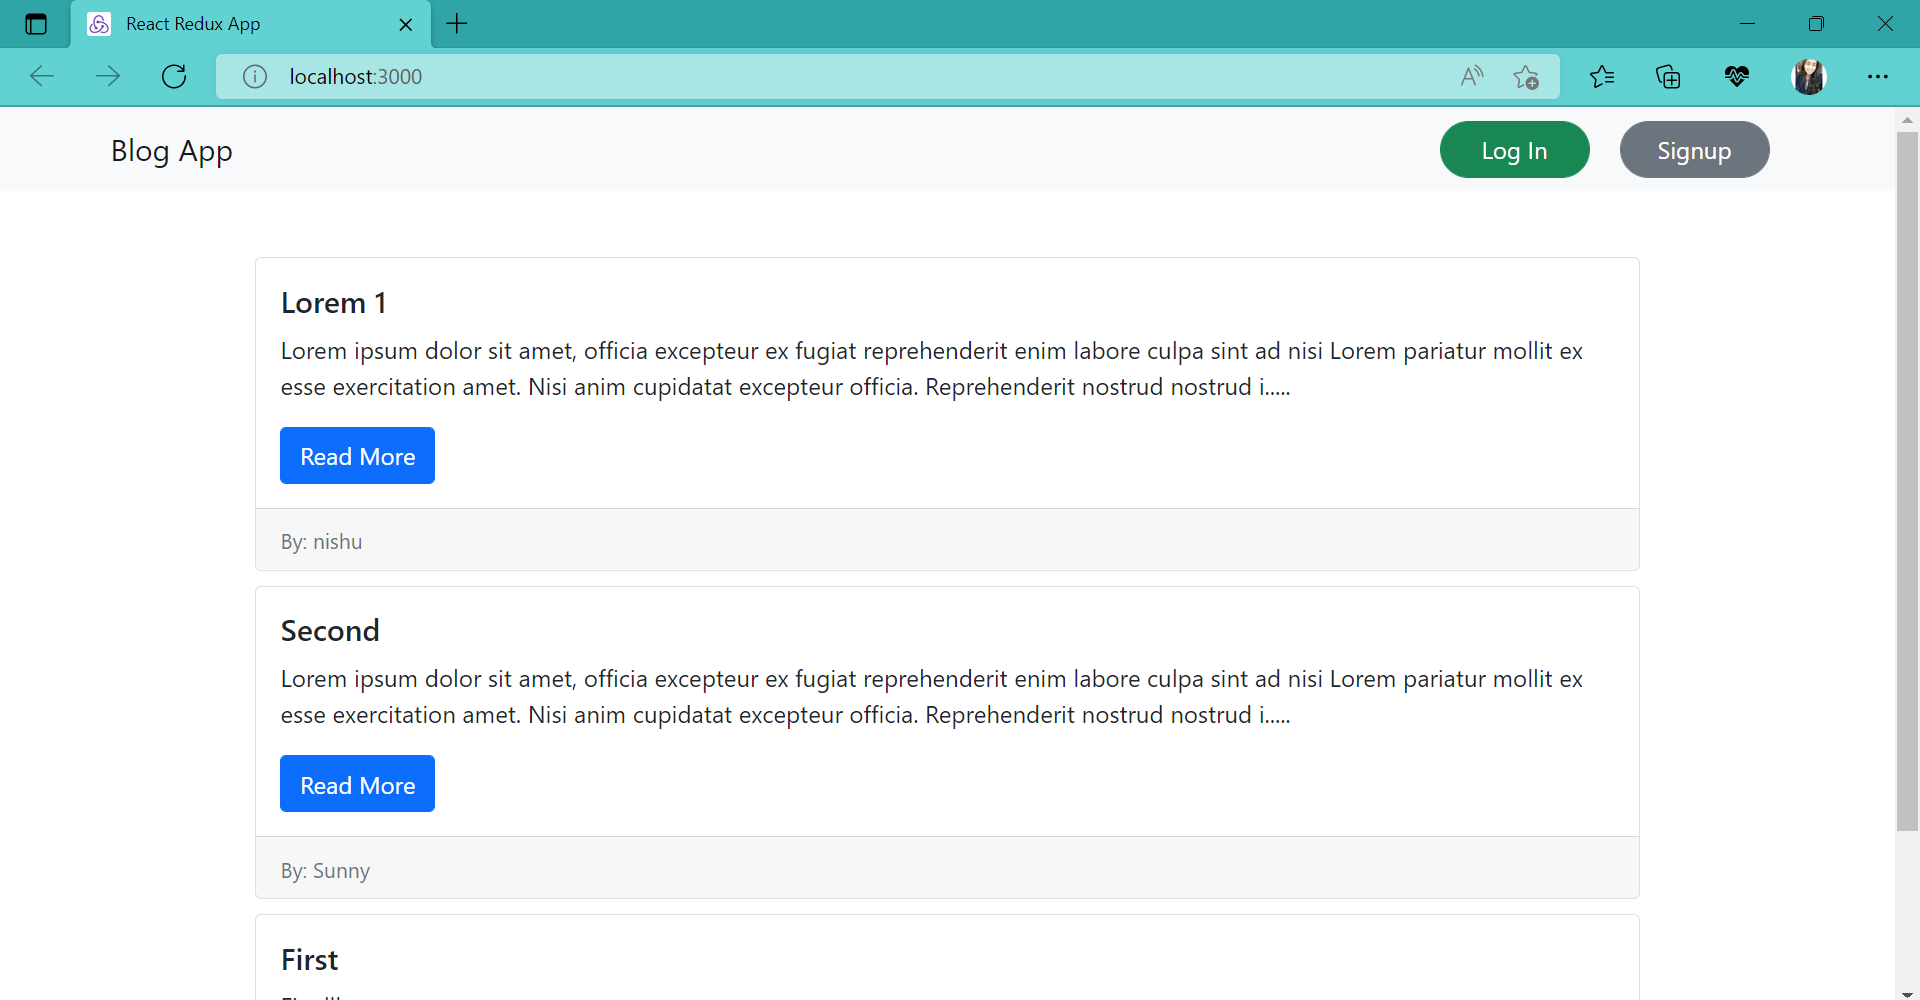 React Redux App
localhost:3000
Blog App
Log In
Signup
Lorem 1
Lorem ipsum dolor sit amet, officia excepteur ex fugiat reprehenderit enim labore culpa sint ad nisi Lorem pariatur mollit ex
esse exercitation amet. Nisi anim cupidatat excepteur officia. Reprehenderit nostrud nostrud i.....
Read More
By: nishu
Second
Lorem ipsum dolor sit amet, officia excepteur ex fugiat reprehenderit enim labore culpa sint ad nisi Lorem pariatur mollit ex
esse exercitation amet. Nisi anim cupidatat excepteur officia. Reprehenderit nostrud nostrud i.....
Read More
By: Sunny
First